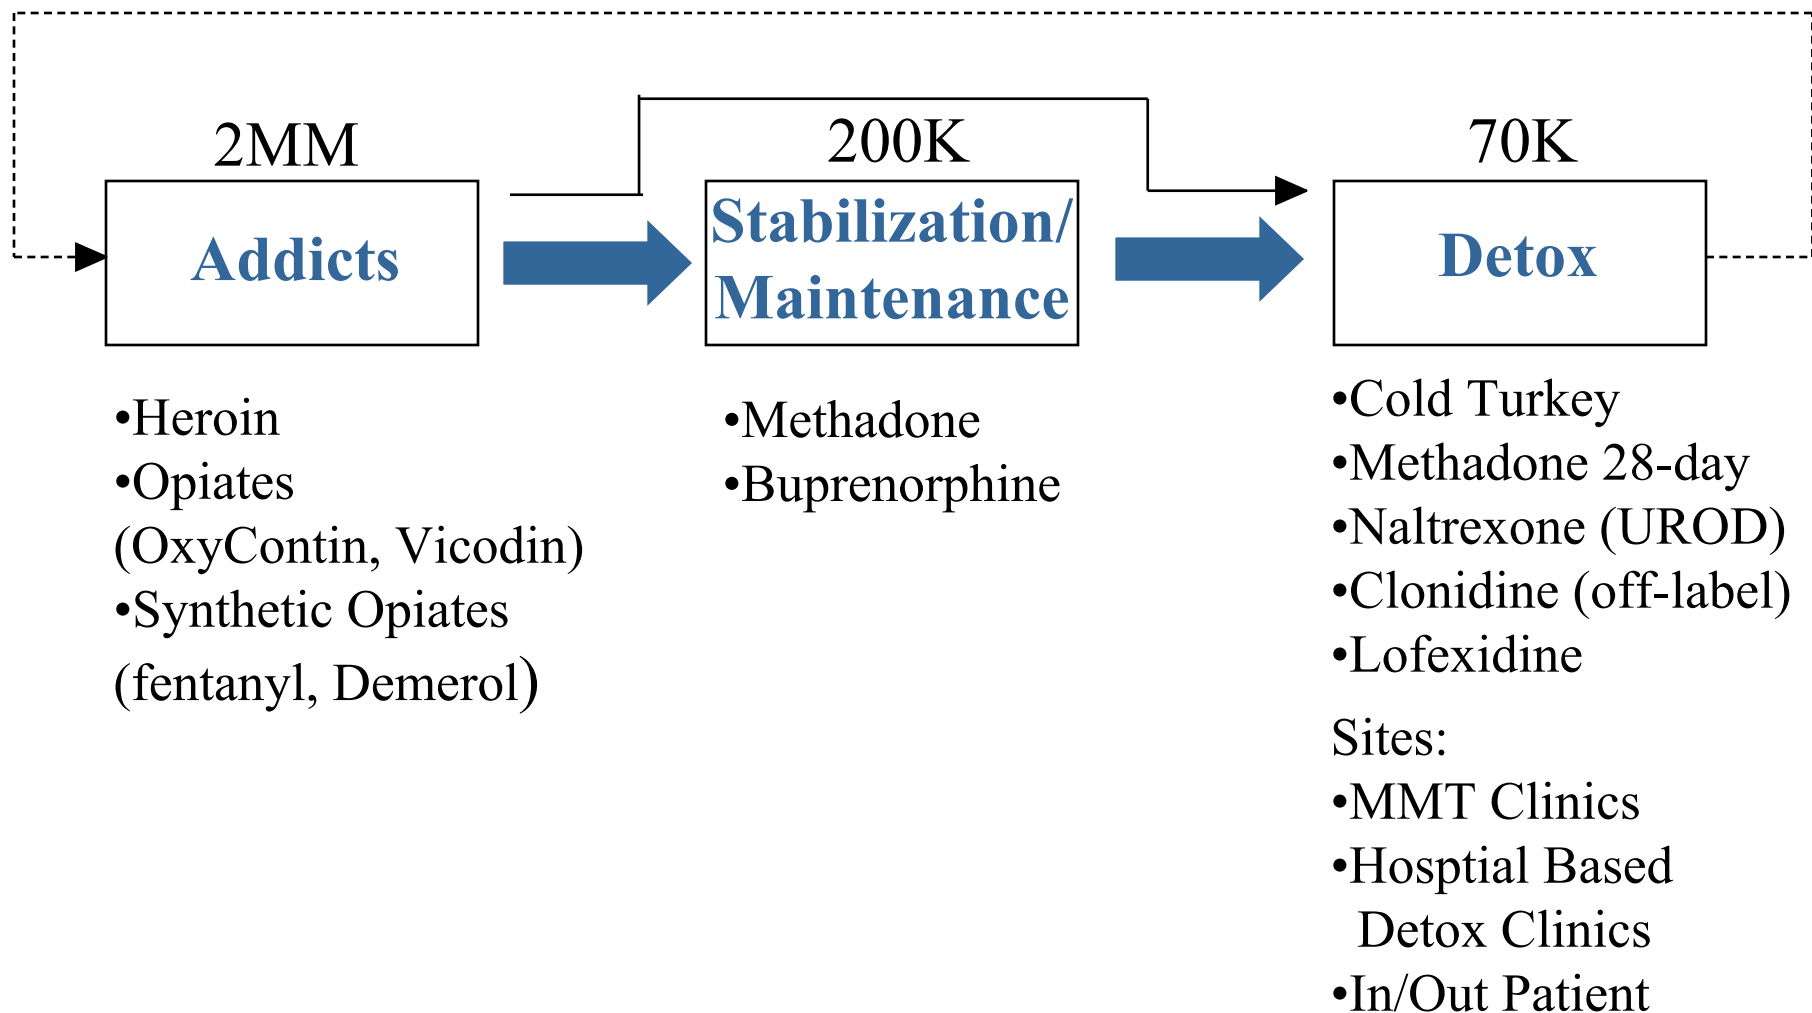 2MM
Addicts
•Heroin
•Opiates
(OxyContin, Vicodin)
•Synthetic Opiates
(fentanyl, Demerol)
200K
Stabilization/
Maintenance
•Methadone
•Buprenorphine
70K
Detox
•Cold Turkey
•Methadone 28-day
•Naltrexone (UROD)
•Clonidine (off-label)
•Lofexidine
Sites:
•MMT Clinics
•Hosptial Based
Detox Clinics
•In/Out Patient